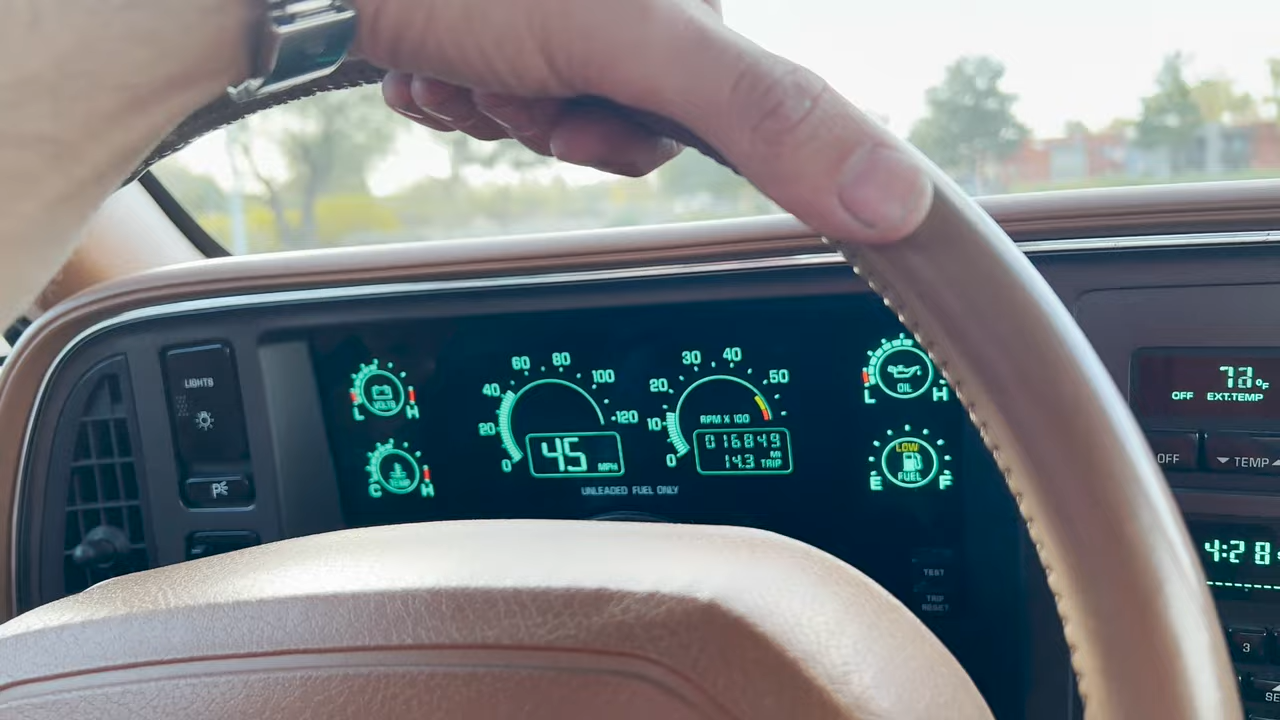 LIGHTS
L VOLTS H
C TEMP H
0 20 40 60 80 100 120
45 MPH
0 10 20 30 40 50
RPM X 100
016849 MI
14.3 TRIP
UNLEADED FUEL ONLY
L OIL H
LOW
E FUEL F
TEST
TRIP
RESET
°F
OFF EXT.TEMP
OFF TEMP
4:28
3